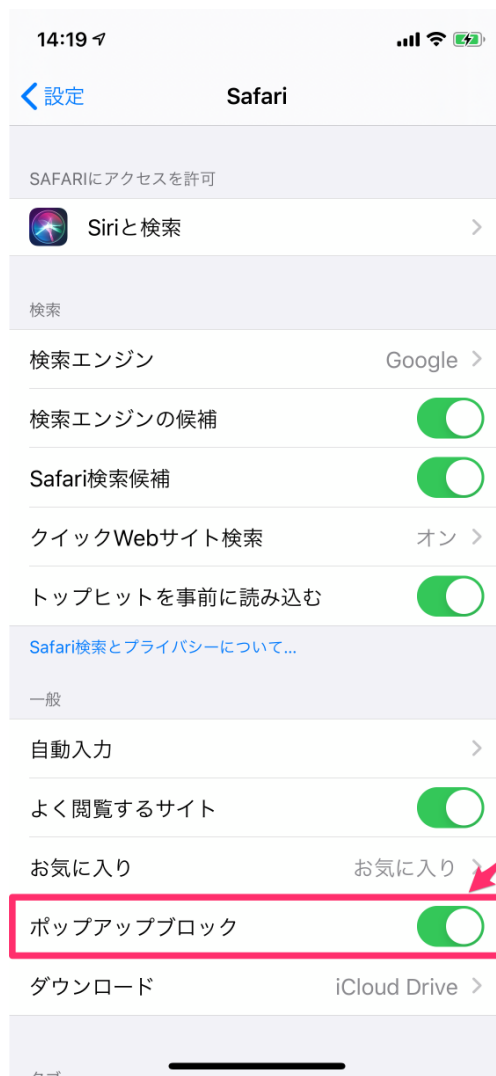 14:19
設定
Safari
SAFARIにアクセスを許可
Siriと検索
検索
検索エンジン Google
検索エンジンの候補
Safari検索候補
クイックWebサイト検索 オン
トップヒットを事前に読み込む
Safari検索とプライバシーについて...
一般
自動入力
よく閲覧するサイト
お気に入り お気に入り
ポップアップブロック
ダウンロード iCloud Drive
タブ